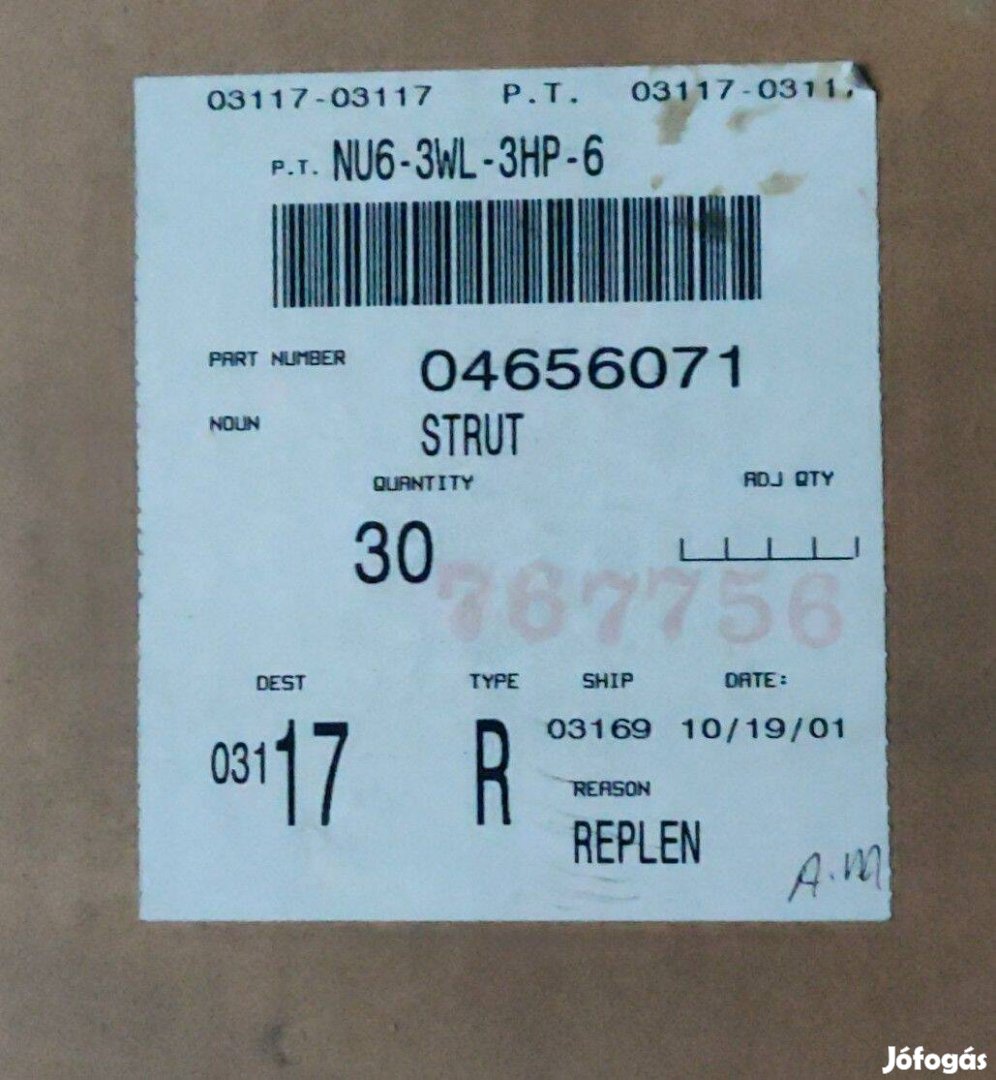 03117-03117 P.T. 03117-0311
P.T. NU6-3WL-3HP-6
PART NUMBER 04656071
NOUN STRUT
QUANTITY ADJ QTY
30
767756
DEST TYPE SHIP DATE:
03117 R 03169 10/19/01
REASON
REPLEN
A.M
Jófogás